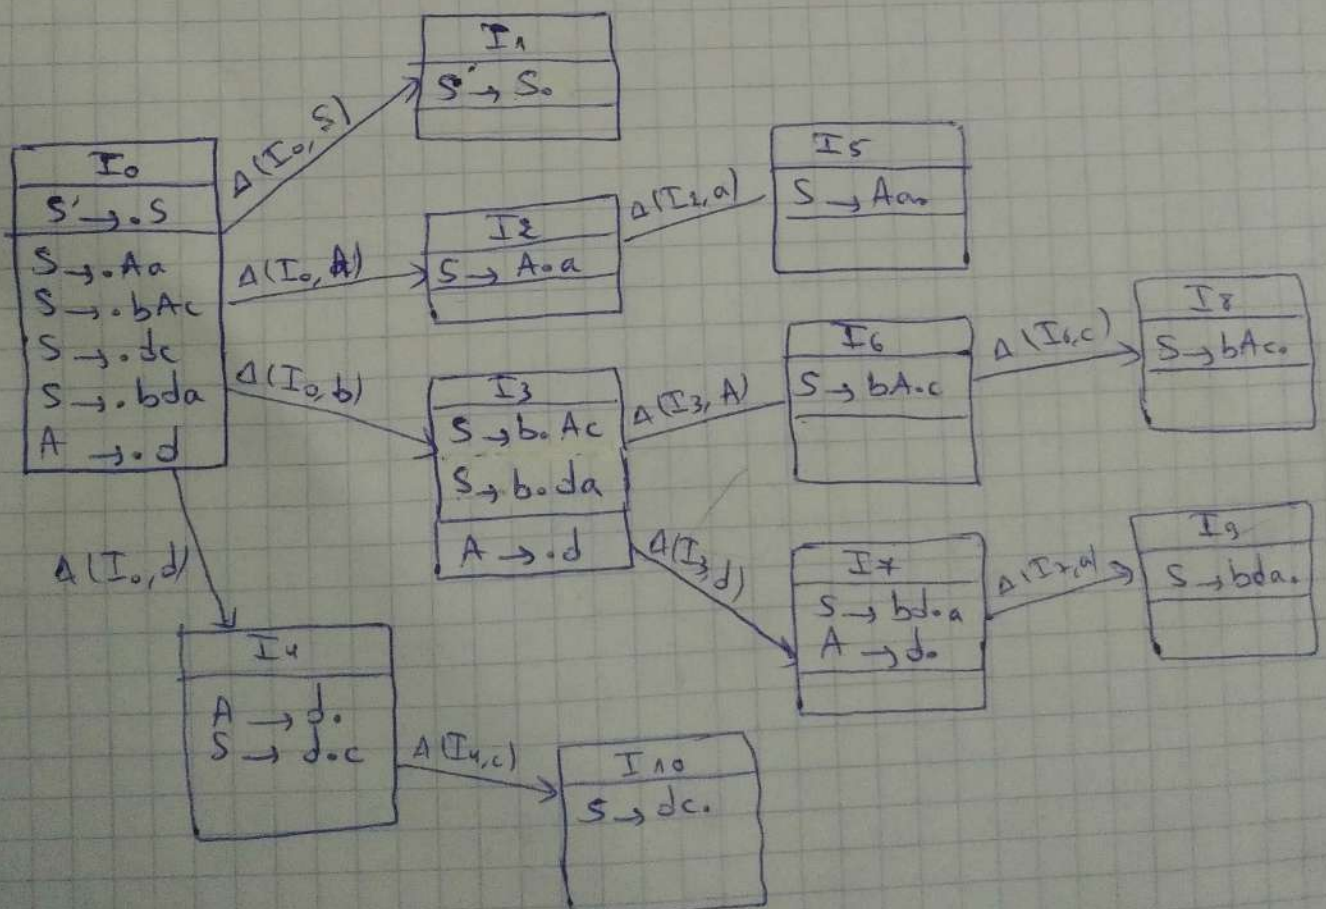 I1
S' → S.
Δ(I0, S)
I0
S' → .S
S → .Aa
S → .bAc
S → .dc
S → .bda
A → .d
Δ(I0, A)
I2
S → A.a
Δ(I2, a)
I5
S → Aa.
Δ(I0, b)
I3
S → b.Ac
S → b.da
A → .d
Δ(I3, A)
I6
S → bA.c
Δ(I6, c)
I8
S → bAc.
Δ(I3, d)
I7
S → bd.a
A → d.
Δ(I7, a)
I9
S → bda.
Δ(I0, d)
I4
A → d.
S → d.c
Δ(I4, c)
I10
S → dc.